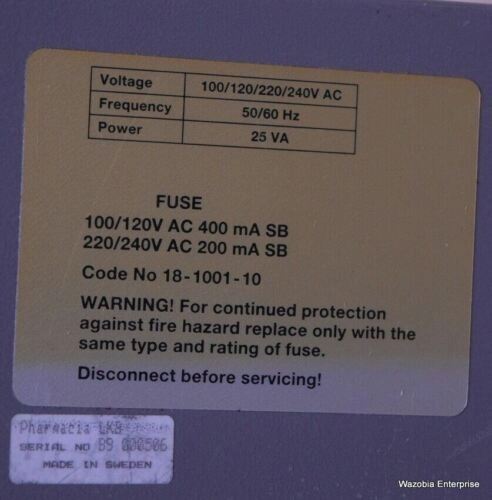 Voltage 100/120/220/240V AC
Frequency 50/60 Hz
Power 25 VA
FUSE
100/120V AC 400 mA SB
220/240V AC 200 mA SB
Code No 18-1001-10
WARNING! For continued protection
against fire hazard replace only with the
same type and rating of fuse.
Disconnect before servicing!
Pharmacia LKB
SERIAL NO B9 000506
MADE IN SWEDEN
Wazobia Enterprise